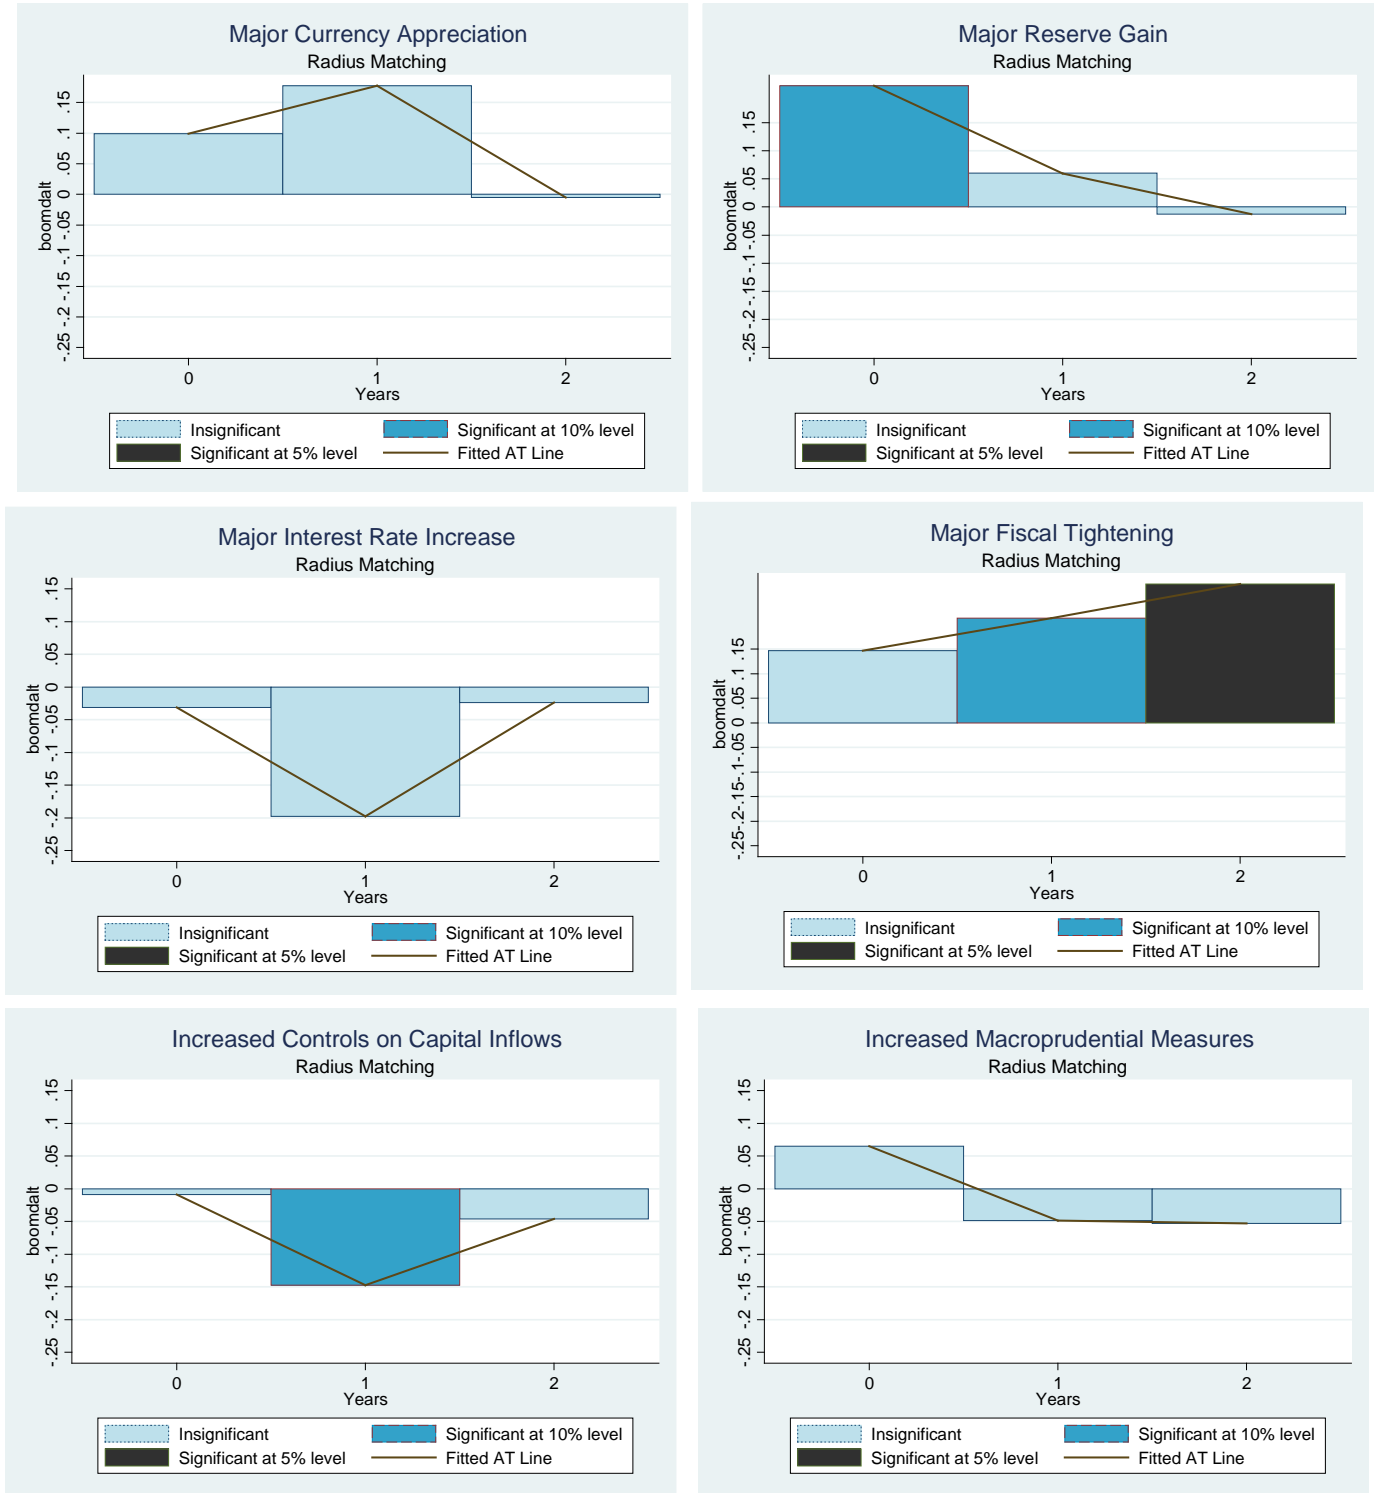 Major Currency Appreciation
Radius Matching
boomdalt
.15
.1
.05
0
-.05
-.1
-.15
-.2
-.25
0 1 2
Years
Insignificant Significant at 10% level
Significant at 5% level Fitted AT Line
Major Reserve Gain
Radius Matching
boomdalt
.15
.1
.05
0
-.05
-.1
-.15
-.2
-.25
0 1 2
Years
Insignificant Significant at 10% level
Significant at 5% level Fitted AT Line
Major Interest Rate Increase
Radius Matching
boomdalt
.15
.1
.05
0
-.05
-.1
-.15
-.2
-.25
0 1 2
Years
Insignificant Significant at 10% level
Significant at 5% level Fitted AT Line
Major Fiscal Tightening
Radius Matching
boomdalt
.15
.1
.05
0
-.05
-.1
-.15
-.2
-.25
0 1 2
Years
Insignificant Significant at 10% level
Significant at 5% level Fitted AT Line
Increased Controls on Capital Inflows
Radius Matching
boomdalt
.15
.1
.05
0
-.05
-.1
-.15
-.2
-.25
0 1 2
Years
Insignificant Significant at 10% level
Significant at 5% level Fitted AT Line
Increased Macroprudential Measures
Radius Matching
boomdalt
.15
.1
.05
0
-.05
-.1
-.15
-.2
-.25
0 1 2
Years
Insignificant Significant at 10% level
Significant at 5% level Fitted AT Line